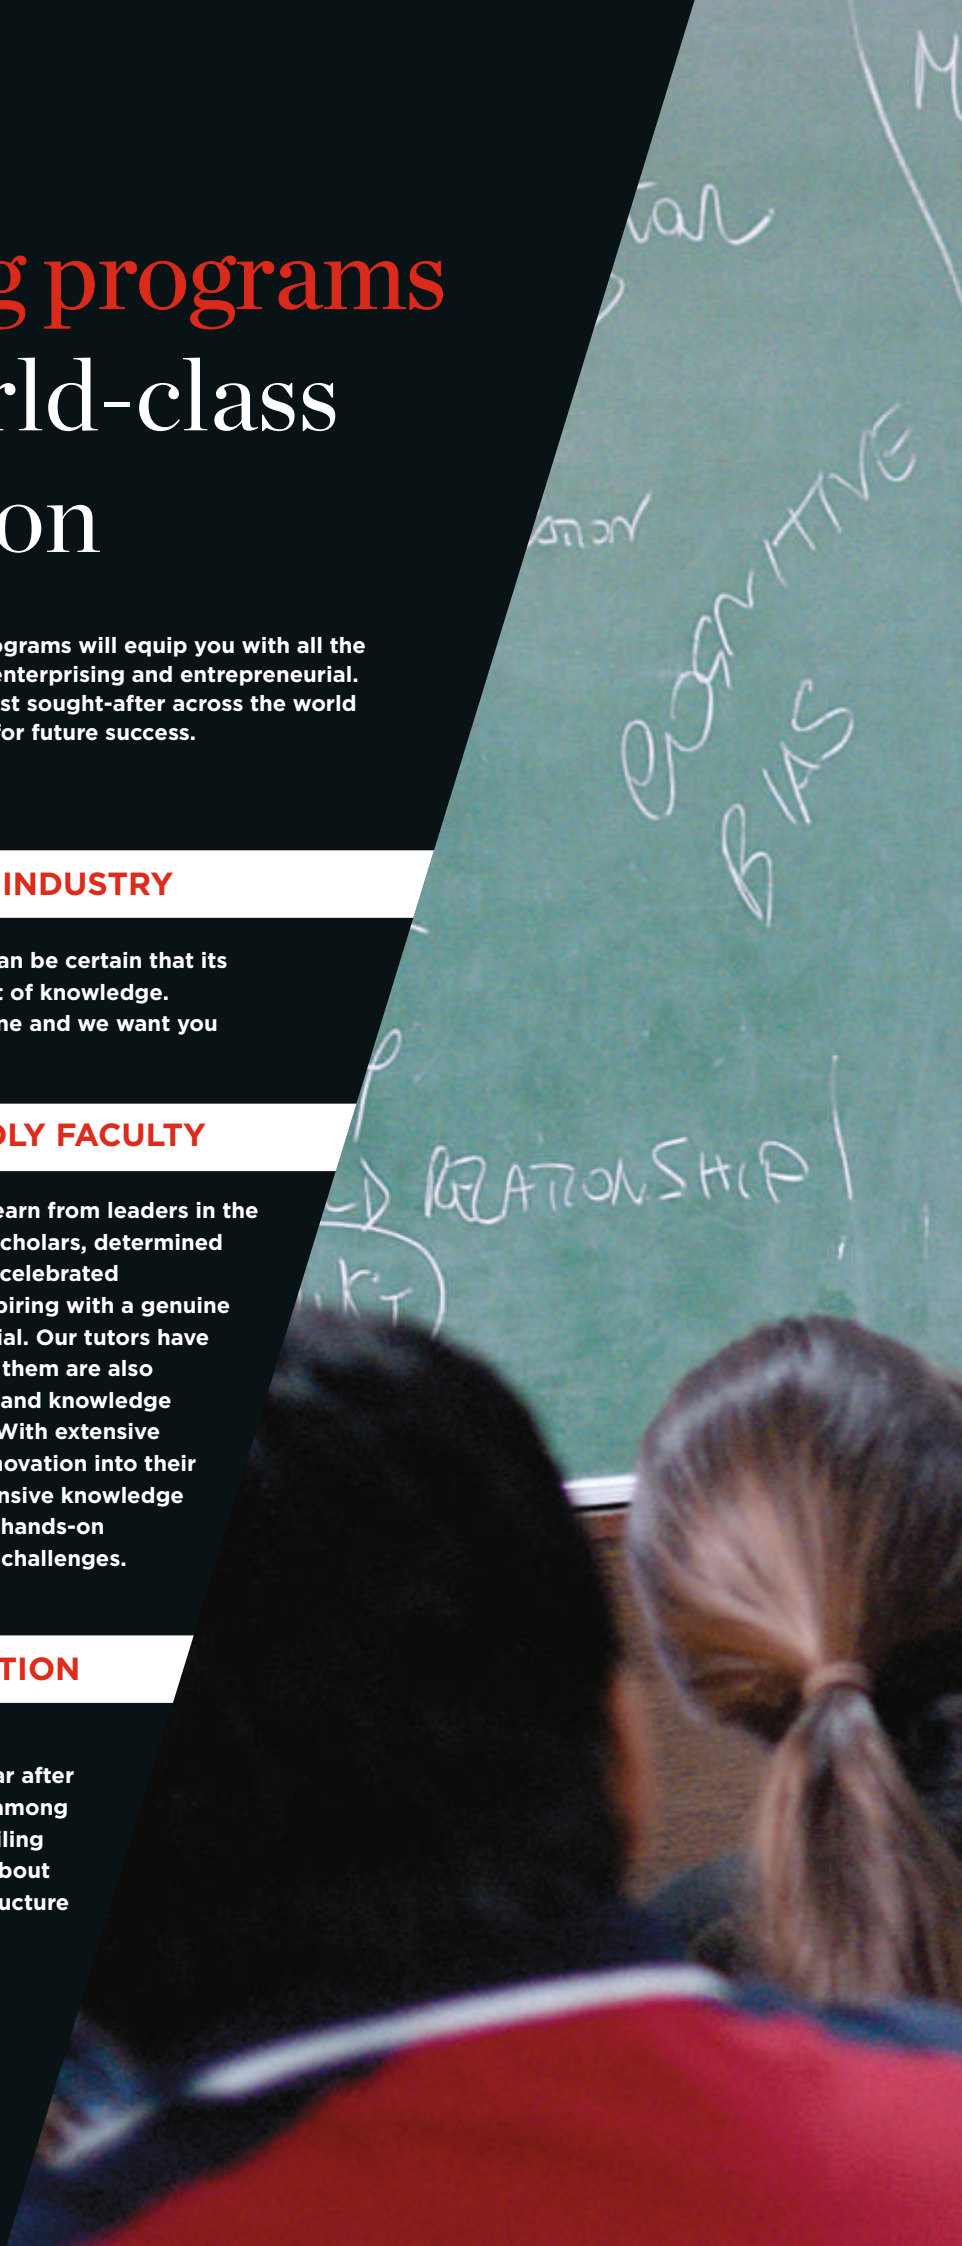 programs
rld-class
on
ograms will equip you with all the
enterprising and entrepreneurial.
st sought-after across the world
for future success.
INDUSTRY
an be certain that its
of knowledge.
ne and we want you
DLY FACULTY
earn from leaders in the
cholars, determined
celebrated
piring with a genuine
ial. Our tutors have
them are also
and knowledge
With extensive
novation into their
nsive knowledge
hands-on
challenges.
TION
ar after
among
iling
bout
ucture
COGNITIVE
BIAS
RELATIONSHIP